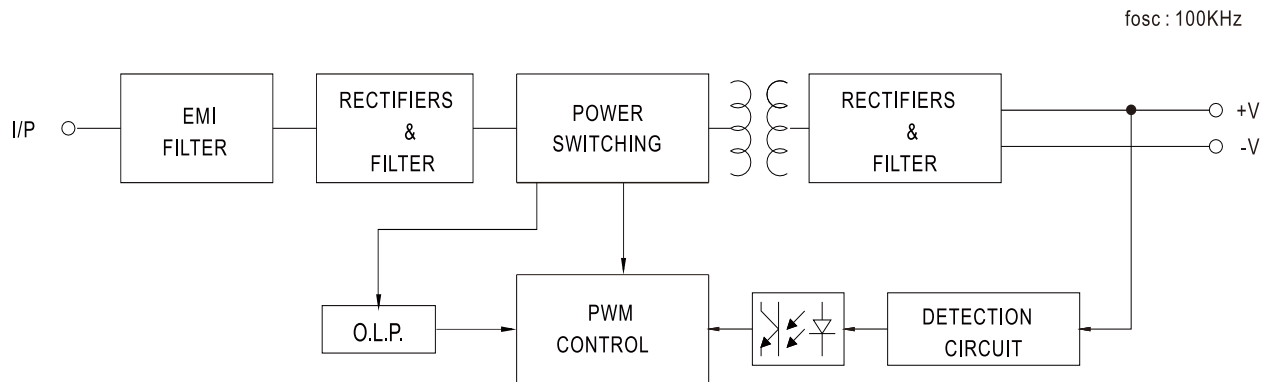 fosc : 100KHz
I/P
EMI
FILTER
RECTIFIERS
&
FILTER
POWER
SWITCHING
RECTIFIERS
&
FILTER
+V
-V
O.L.P.
PWM
CONTROL
DETECTION
CIRCUIT